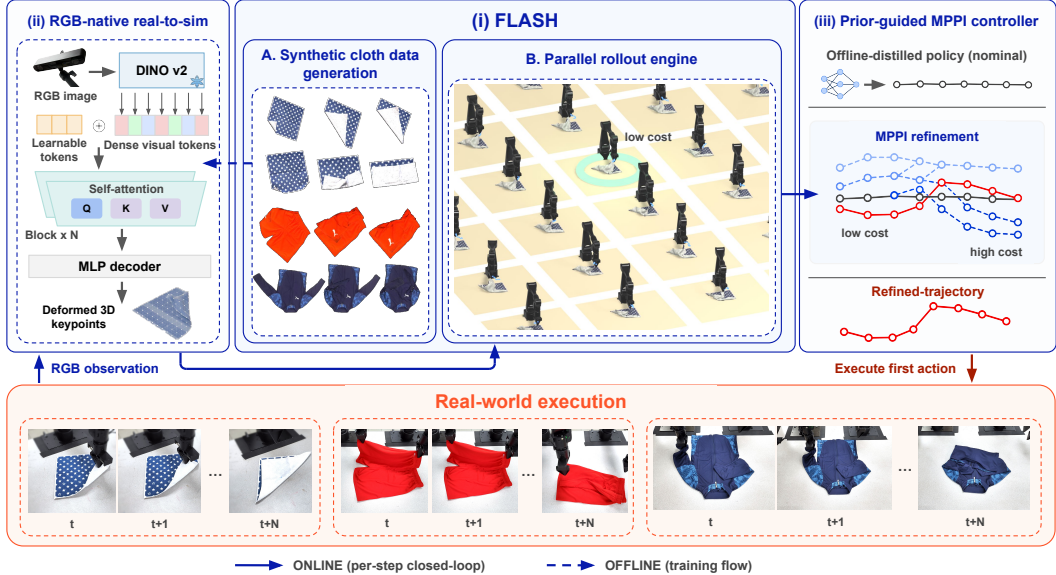 (ii) RGB-native real-to-sim
RGB image
DINO v2
Learnable
tokens
Dense visual tokens
Self-attention
Q
K
V
Block x N
MLP decoder
Deformed 3D
keypoints
(i) FLASH
A. Synthetic cloth data
generation
B. Parallel rollout engine
low cost
(iii) Prior-guided MPPI controller
Offline-distilled policy (nominal)
MPPI refinement
low cost
high cost
Refined-trajectory
RGB observation
Execute first action
Real-world execution
...
t
t+1
t+N
...
t
t+1
t+N
...
t
t+1
t+N
ONLINE (per-step closed-loop)
OFFLINE (training flow)